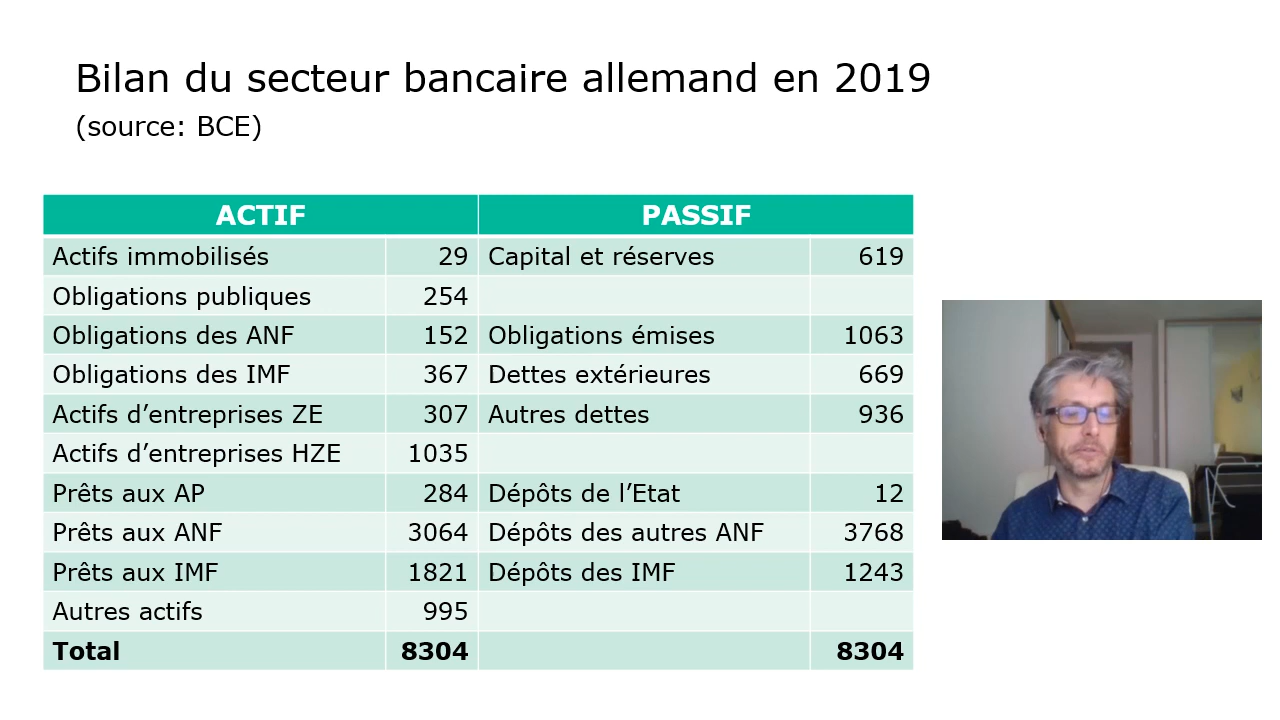 Bilan du secteur bancaire allemand en 2019
(source: BCE)
ACTIF PASSIF
Actifs immobilisés 29 Capital et réserves 619
Obligations publiques 254
Obligations des ANF 152 Obligations émises 1063
Obligations des IMF 367 Dettes extérieures 669
Actifs d’entreprises ZE 307 Autres dettes 936
Actifs d’entreprises HZE 1035
Prêts aux AP 284 Dépôts de l’Etat 12
Prêts aux ANF 3064 Dépôts des autres ANF 3768
Prêts aux IMF 1821 Dépôts des IMF 1243
Autres actifs 995
Total 8304 8304